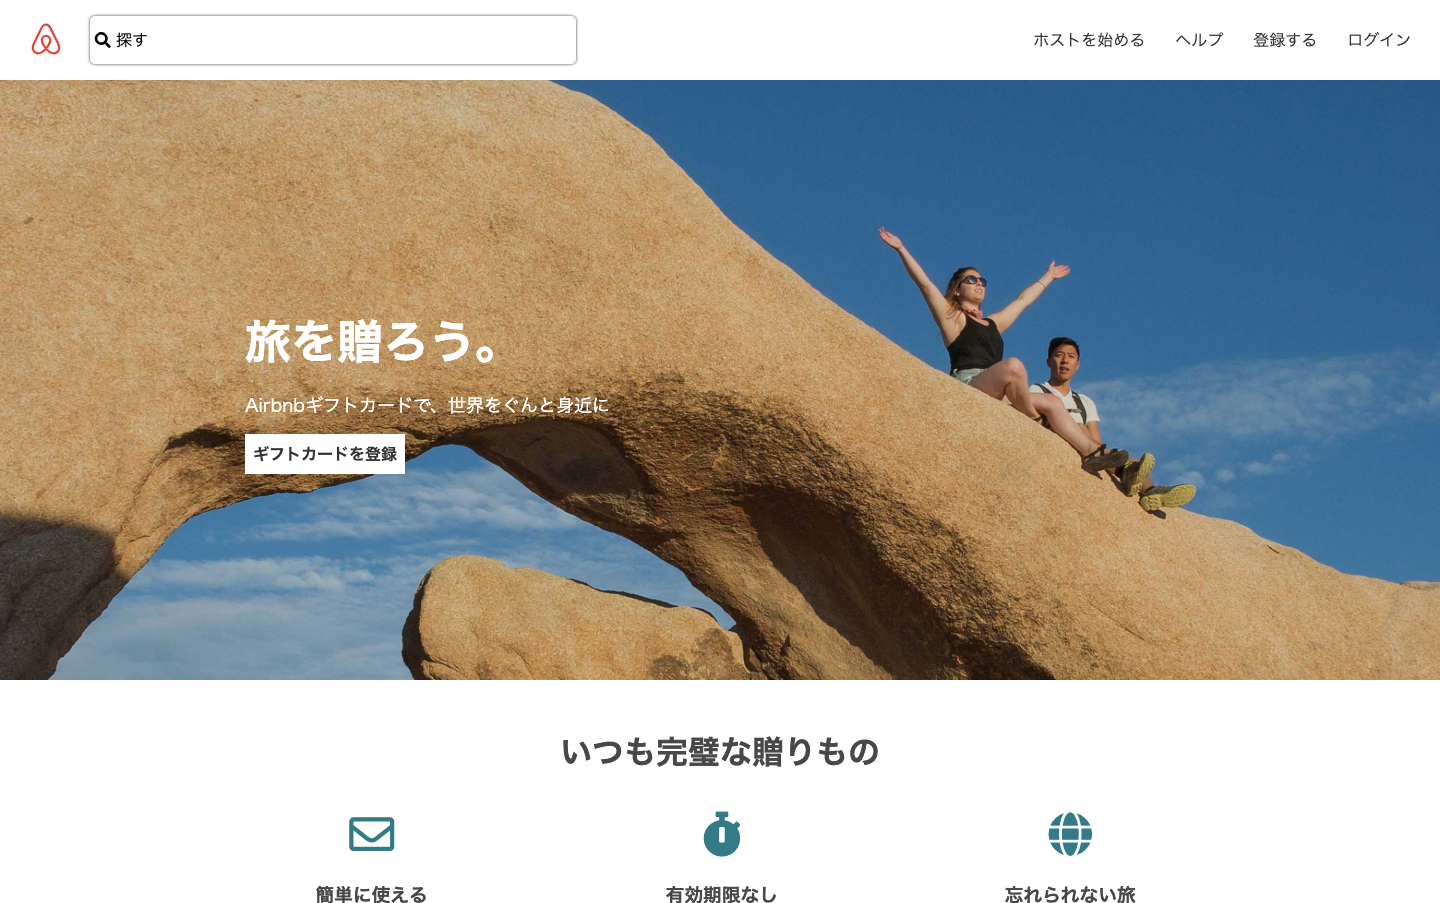 探す
ホストを始める
ヘルプ
登録する
ログイン
旅を贈ろう。
Airbnbギフトカードで、世界をぐんと身近に
ギフトカードを登録
いつも完璧な贈りもの
簡単に使える
有効期限なし
忘れられない旅